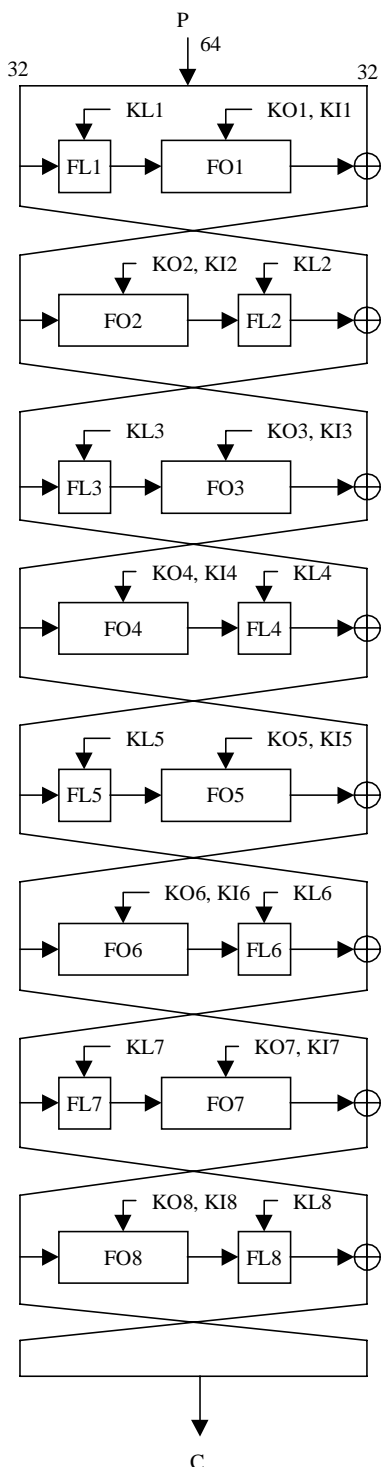 P
64
32 32
KL1 KO1, KI1
FL1 FO1
KO2, KI2 KL2
FO2 FL2
KL3 KO3, KI3
FL3 FO3
KO4, KI4 KL4
FO4 FL4
KL5 KO5, KI5
FL5 FO5
KO6, KI6 KL6
FO6 FL6
KL7 KO7, KI7
FL7 FO7
KO8, KI8 KL8
FO8 FL8
C